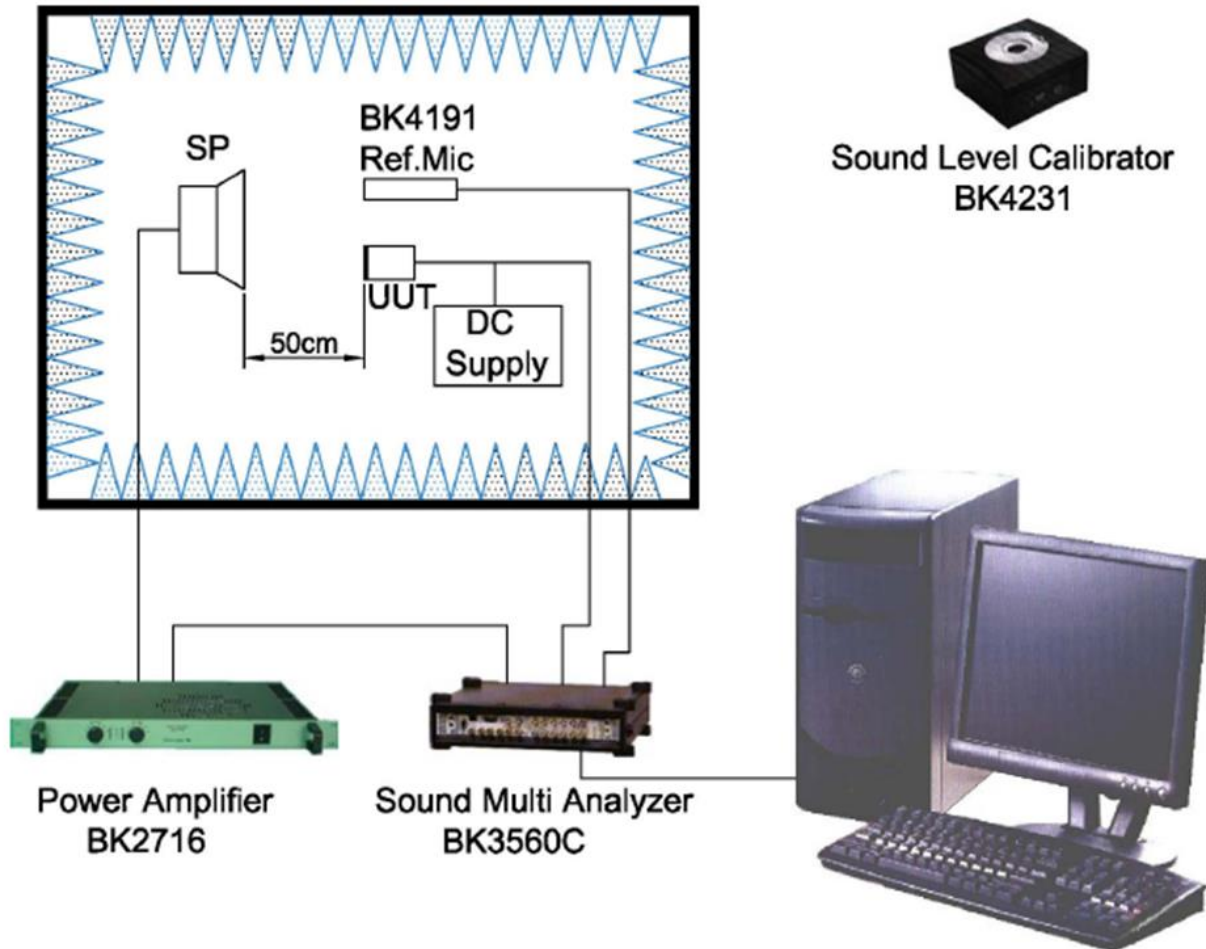 SP
BK4191
Ref.Mic
UUT
DC
Supply
50cm
Sound Level Calibrator
BK4231
Power Amplifier
BK2716
Sound Multi Analyzer
BK3560C